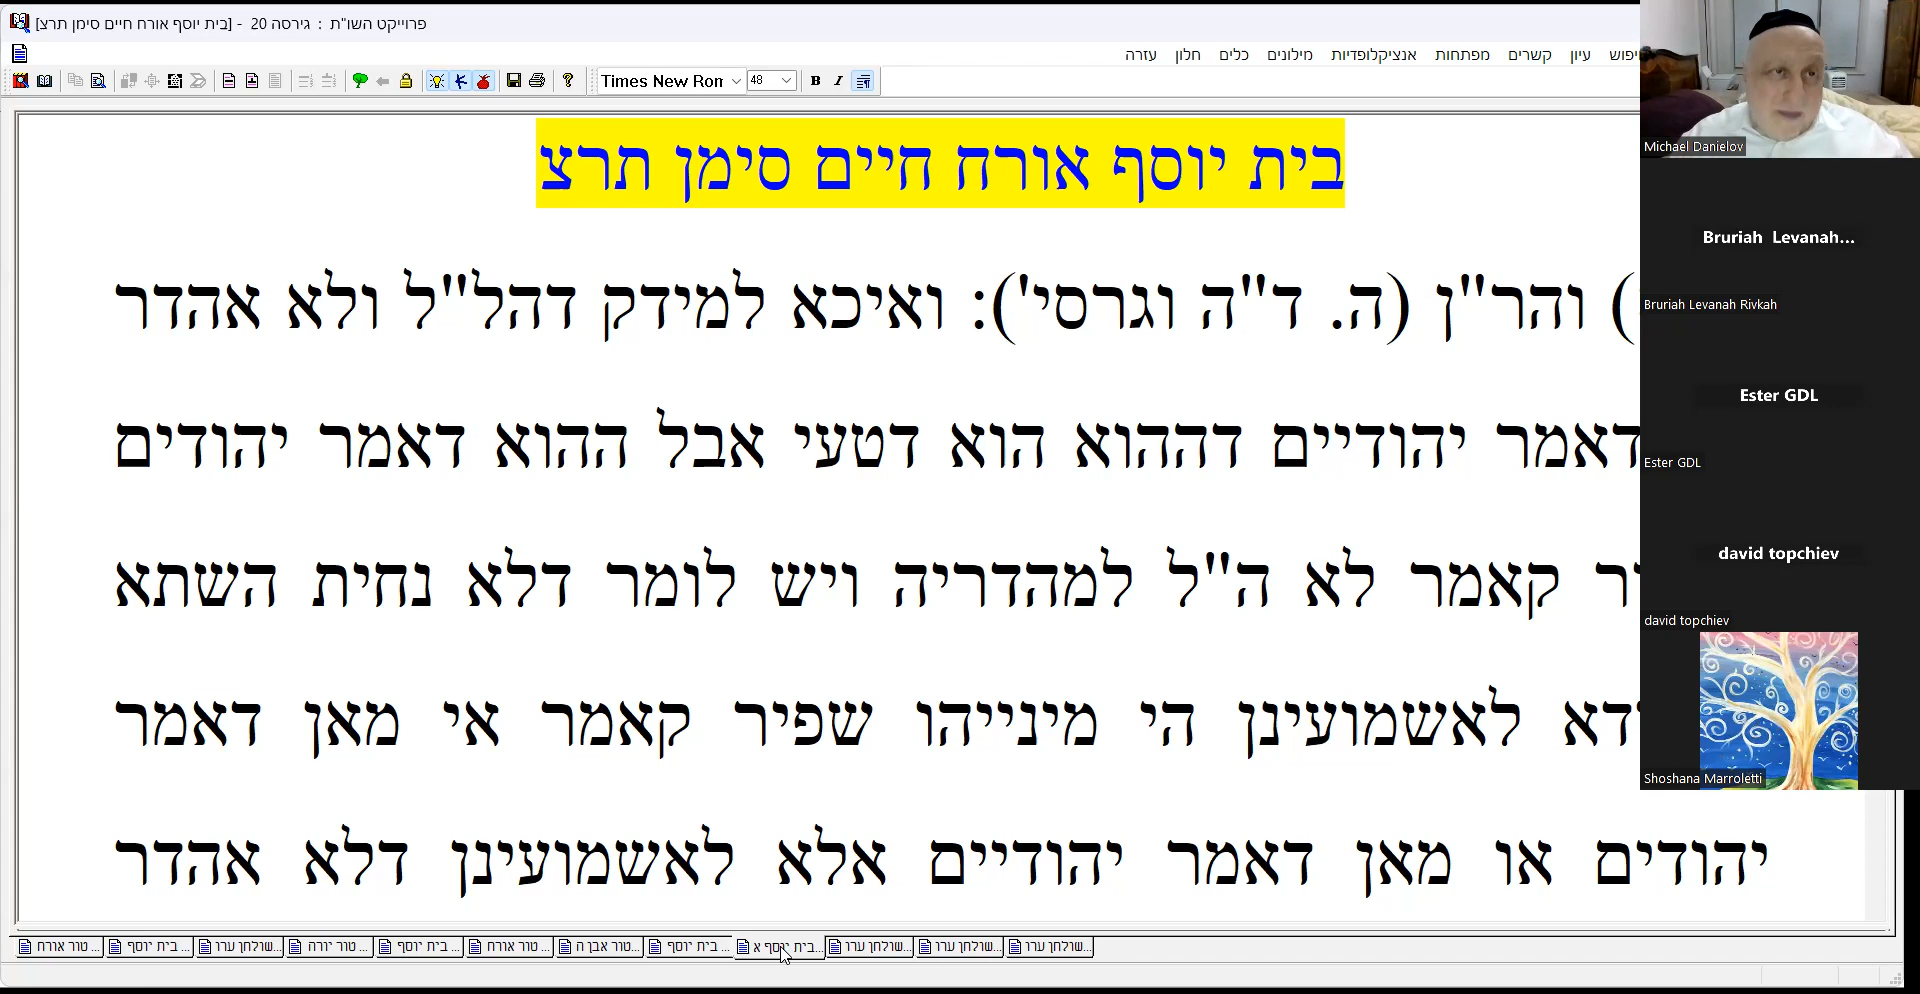 פרוייקט השו"ת : גירסה 20 - [בית יוסף אורח חיים סימן תרצ]
יפוש עיון קשרים מפתחות אנציקלופדיות מילונים כלים חלון עזרה
Times New Ron 48 B I
בית יוסף אורח חיים סימן תרצ
) והר"ן (ה. ד"ה וגרסי'): ואיכא למידק דהל"ל ולא אהדר
דאמר יהודיים דההוא הוא דטעי אבל ההוא דאמר יהודים
קאמר לא ה"ל למהדריה ויש לומר דלא נחית השתא
לאשמועינן הי מינייהו שפיר קאמר אי מאן דאמר
יהודים או מאן דאמר יהודיים אלא לאשמועינן דלא אהדר
Michael Danielov
Bruriah Levanah...
Bruriah Levanah Rivkah
Ester GDL
Ester GDL
david topchiev
david topchiev
Shoshana Marroletti
טור אורח ...
בית יוסף ...
שולחן ערו...
טור יורה ...
בית יוסף ...
טור אורח ...
טור אבן ה...
בית יוסף ...
בית יוסף א...
שולחן ערו...
שולחן ערו...
שולחן ערו...